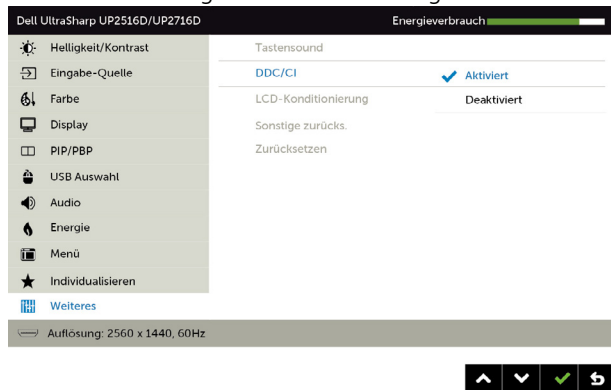 Dell UltraSharp UP2516D/UP2716D Energieverbrauch
Helligkeit/Kontrast Tastensound
Eingabe-Quelle DDC/CI Aktiviert
Farbe LCD-Konditionierung Deaktiviert
Display Sonstige zurücks.
PIP/PBP Zurücksetzen
USB Auswahl
Audio
Energie
Menü
Individualisieren
Weiteres
Auflösung: 2560 x 1440, 60Hz